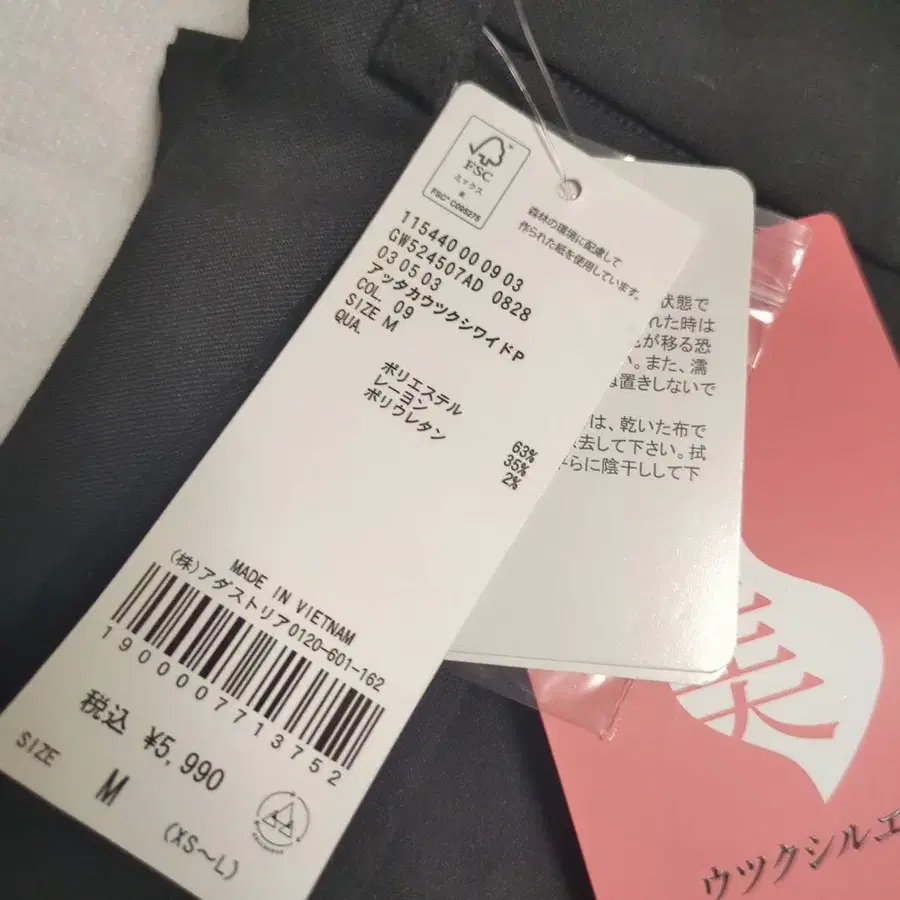 FSC
ミックス
紙
FSC® C095275
森林の環境に配慮して
作られた紙を使用しています。
115440 000 09 03
GW524507AD 0828
03 05 03
アッタカウツクシワイドP
COL. 09
SIZE M
QUA.
ポリエステル 63%
レーヨン 35%
ポリウレタン 2%
MADE IN VIETNAM
(株)アダストリア0120-601-162
1900007713752
税込 ¥5,990
SIZE
M
(XS〜L)
状態で
れた時は
が移る恐
。また、濡
置きしないで
は、乾いた布で
去して下さい。拭
らに陰干しして下
美
ウツクシルエ